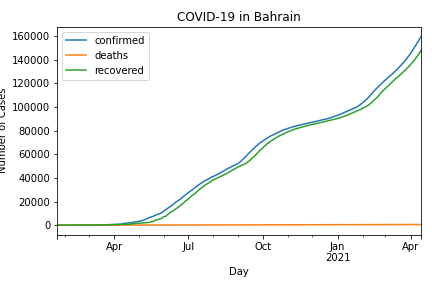 COVID-19 in Bahrain
160000
140000
120000
100000
80000
60000
40000
20000
0
confirmed
deaths
recovered
Number of Cases
Apr
Jul
Oct
Jan
2021
Apr
Day